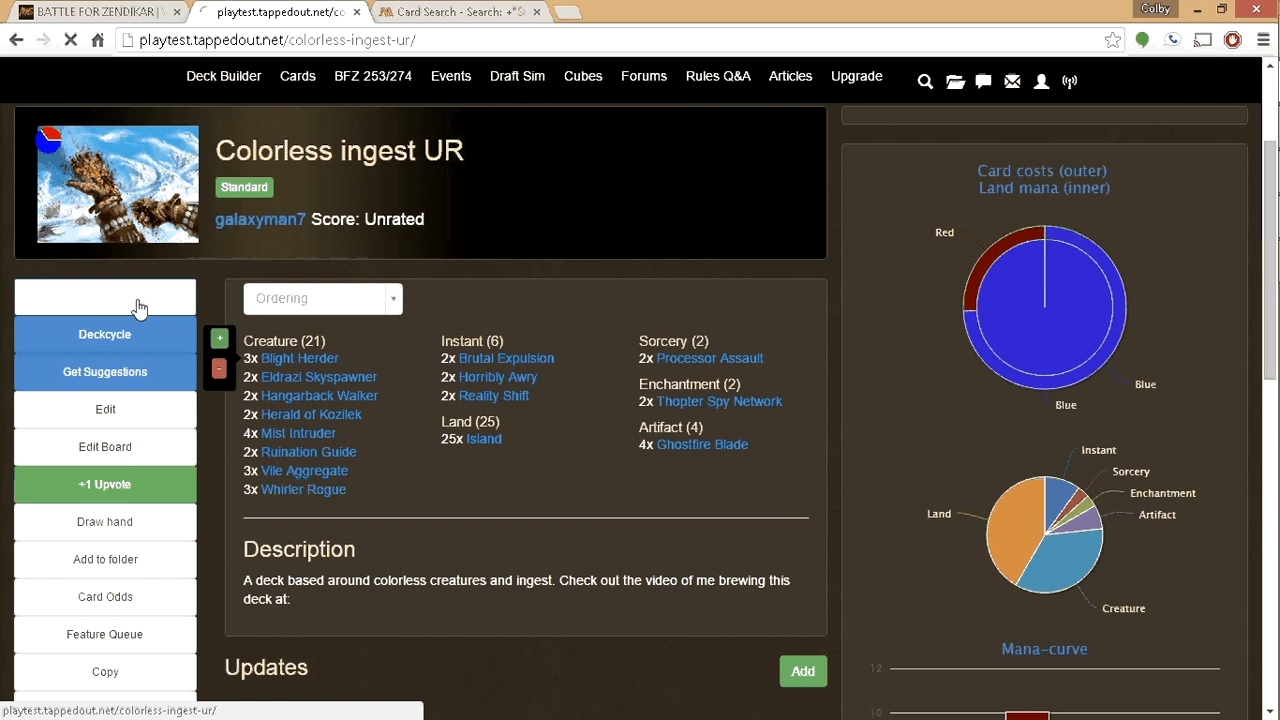 BATTLE FOR ZENDIKAR |
playtest.tappedout.net/co
Card Search - Search: +"S
Colby
playtest.tappedout.net/colorless-ingest-ur/
Deck Builder Cards BFZ 253/274 Events Draft Sim Cubes Forums Rules Q&A Articles Upgrade
Colorless ingest UR
Standard
galaxyman7 Score: Unrated
Deckcycle
Get Suggestions
Edit
Edit Board
+1 Upvote
Draw hand
Add to folder
Card Odds
Feature Queue
Copy
+
-
Ordering
Creature (21)
3x Blight Herder
2x Eldrazi Skyspawner
2x Hangarback Walker
2x Herald of Kozilek
4x Mist Intruder
2x Ruination Guide
3x Vile Aggregate
3x Whirler Rogue
Instant (6)
2x Brutal Expulsion
2x Horribly Awry
2x Reality Shift
Land (25)
25x Island
Sorcery (2)
2x Processor Assault
Enchantment (2)
2x Thopter Spy Network
Artifact (4)
4x Ghostfire Blade
Description
A deck based around colorless creatures and ingest. Check out the video of me brewing this
deck at:
Updates
Add
Card costs (outer)
Land mana (inner)
Red
Blue
Blue
Instant
Sorcery
Enchantment
Artifact
Land
Creature
Mana-curve
12
10
playtest.tappedout.net/colorless-ingest-ur/